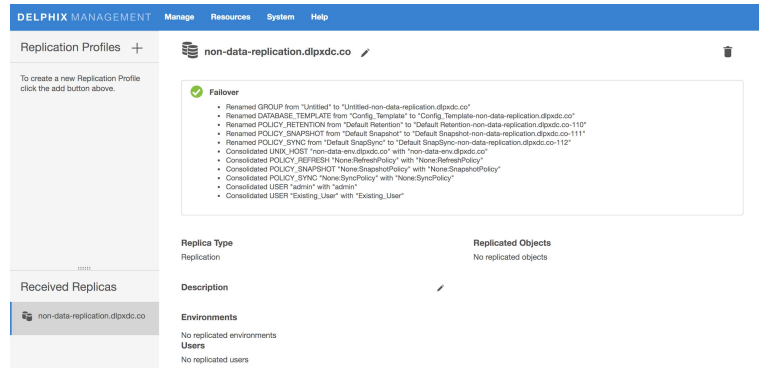 DELPHIX MANAGEMENT Manage Resources System Help
Replication Profiles +
To create a new Replication Profile
click the add button above.
non-data-replication.dlpxdc.co
Failover
• Renamed GROUP from "Untitled" to "Untitled-non-data-replication.dlpxdc.co"
• Renamed DATABASE_TEMPLATE from "Config_Template" to "Config_Template-non-data-replication.dlpxdc.co"
• Renamed POLICY_RETENTION from "Default Retention" to "Default Retention-non-data-replication.dlpxdc.co-110"
• Renamed POLICY_SNAPSHOT from "Default Snapshot" to "Default Snapshot-non-data-replication.dlpxdc.co-111"
• Renamed POLICY_SYNC from "Default SnapSync" to "Default SnapSync-non-data-replication.dlpxdc.co-112"
• Consolidated UNIX_HOST "non-data-env.dlpxdc.co" with "non-data-env.dlpxdc.co"
• Consolidated POLICY_REFRESH "None:RefreshPolicy" with "None:RefreshPolicy"
• Consolidated POLICY_SNAPSHOT "None:SnapshotPolicy" with "None:SnapshotPolicy"
• Consolidated POLICY_SYNC "None:SyncPolicy" with "None:SyncPolicy"
• Consolidated USER "admin" with "admin"
• Consolidated USER "Existing_User" with "Existing_User"
Replica Type
Replication
Replicated Objects
No replicated objects
Received Replicas
non-data-replication.dlpxdc.co
Description
Environments
No replicated environments
Users
No replicated users